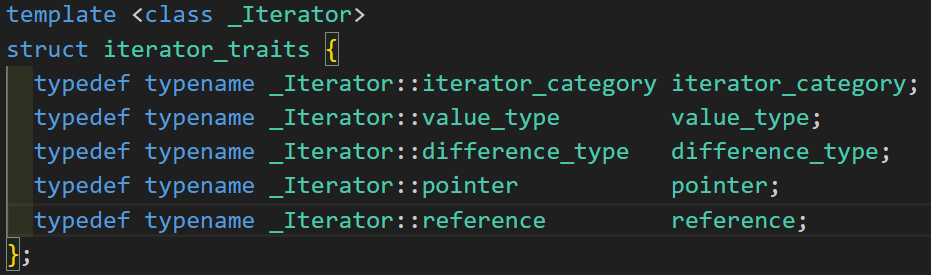 template <class _Iterator>
struct iterator_traits {
  typedef typename _Iterator::iterator_category iterator_category;
  typedef typename _Iterator::value_type        value_type;
  typedef typename _Iterator::difference_type   difference_type;
  typedef typename _Iterator::pointer           pointer;
  typedef typename _Iterator::reference         reference;
};